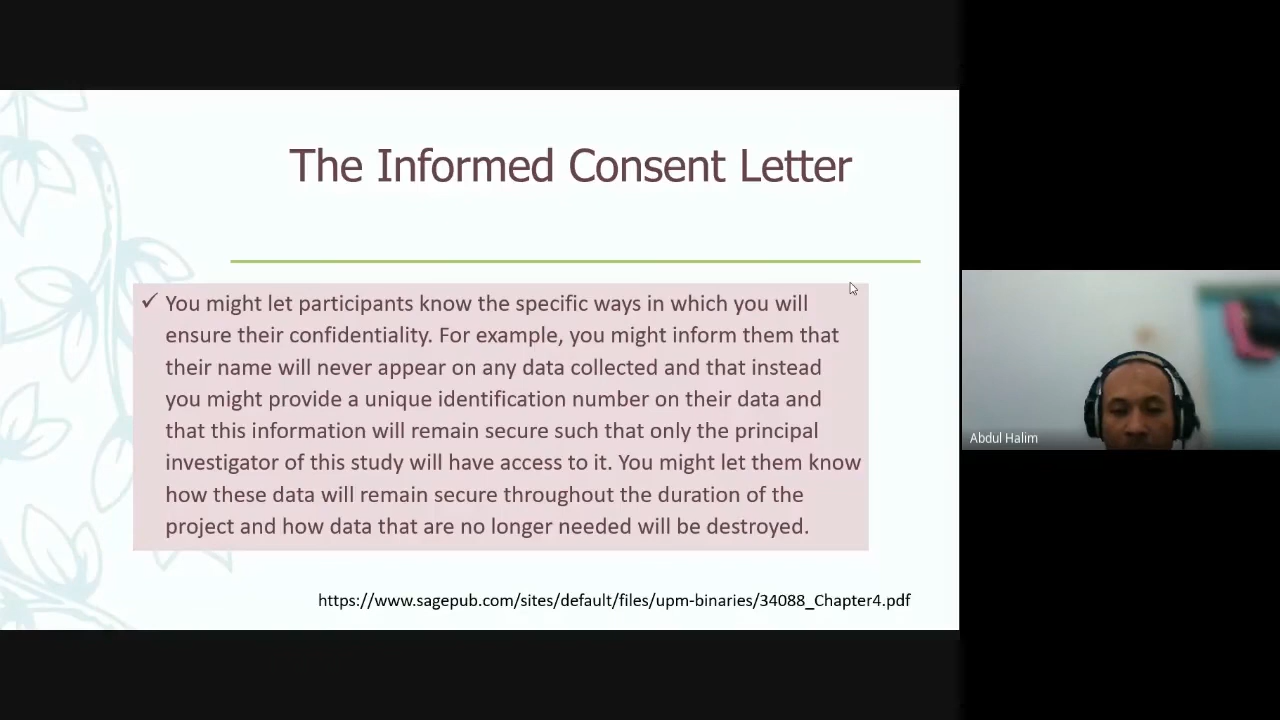 The Informed Consent Letter
✓ You might let participants know the specific ways in which you will
ensure their confidentiality. For example, you might inform them that
their name will never appear on any data collected and that instead
you might provide a unique identification number on their data and
that this information will remain secure such that only the principal
investigator of this study will have access to it. You might let them know
how these data will remain secure throughout the duration of the
project and how data that are no longer needed will be destroyed.
https://www.sagepub.com/sites/default/files/upm-binaries/34088_Chapter4.pdf
Abdul Halim